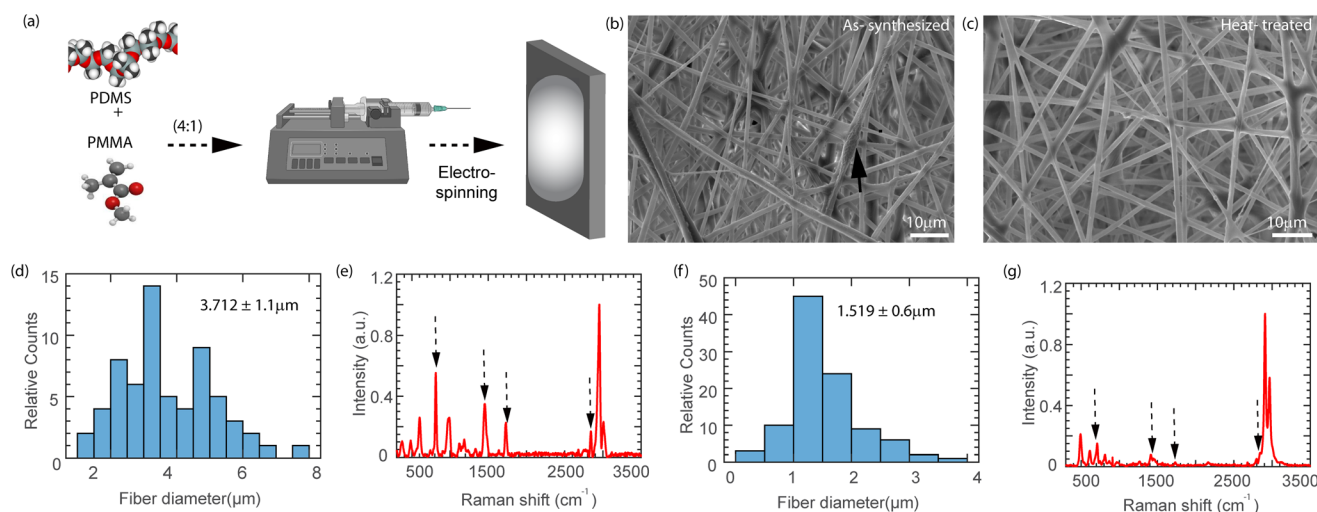 (a)
PDMS
+
PMMA
(4:1)
Electro-
spinning
(b)
As- synthesized
10μm
(c)
Heat- treated
10μm
(d)
15
10
5
0
2
4
6
8
3.712 ± 1.1μm
Relative Counts
Fiber diameter(μm)
(e)
1.2
0.8
0.4
0
500
1500
2500
3500
Intensity (a.u.)
Raman shift (cm⁻¹)
(f)
50
40
30
20
10
0
0
1
2
3
4
1.519 ± 0.6μm
Relative Counts
Fiber diameter(μm)
(g)
1.2
0.8
0.4
0
500
1500
2500
3500
Intensity (a.u.)
Raman shift (cm⁻¹)